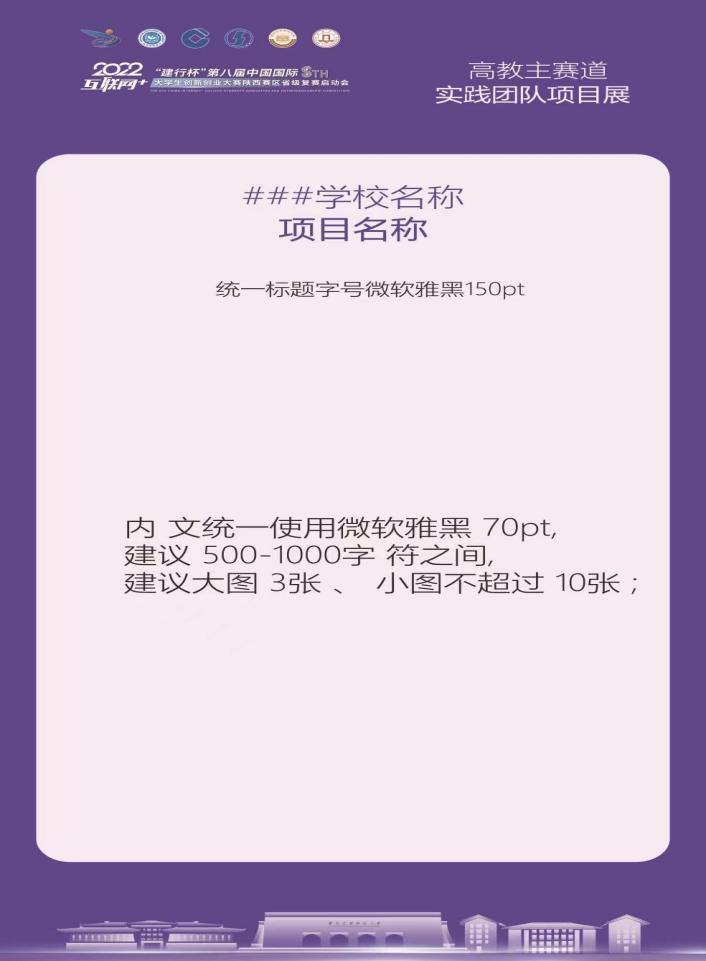 2022 "建行杯"第八届中国国际 8TH
互联网+ 大学生创新创业大赛陕西赛区省级复赛启动会
高教主赛道
实践团队项目展
###学校名称
项目名称
统一标题字号微软雅黑150pt
内 文统一使用微软雅黑 70pt,
建议 500-1000字 符之间,
建议大图 3张 、 小图不超过 10张 ;